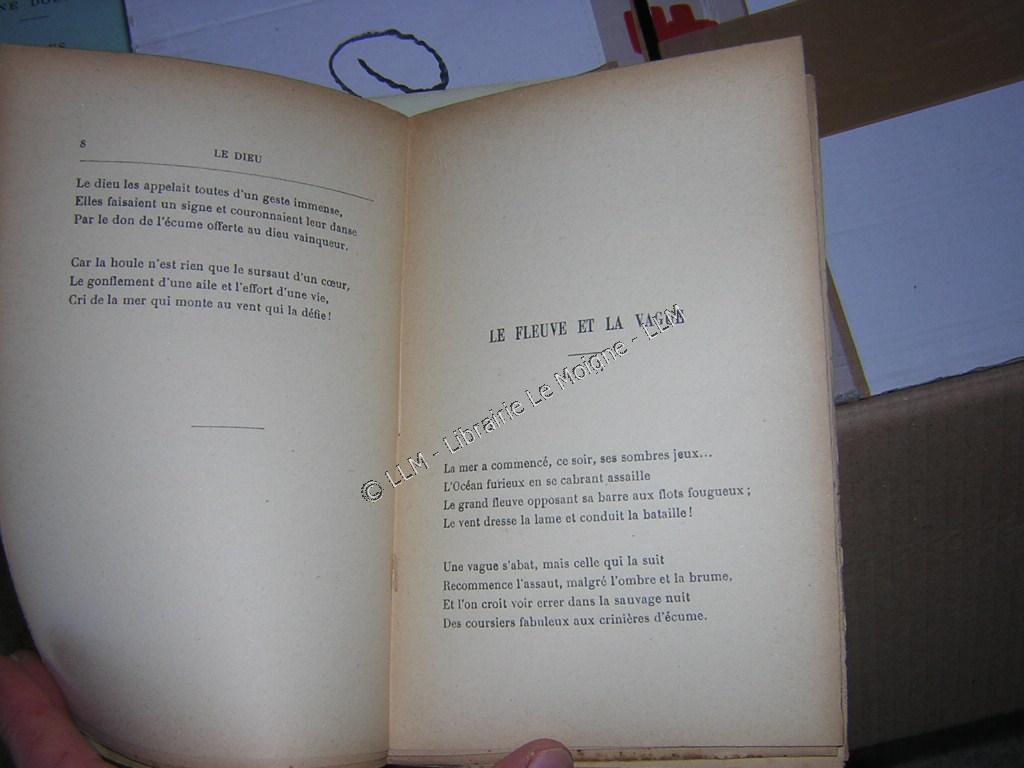 8
LE DIEU
Le dieu les appelait toutes d'un geste immense,
Elles faisaient un signe et couronnaient leur danse
Par le don de l'écume offerte au dieu vainqueur.
Car la houle n'est rien que le sursaut d'un cœur,
Le gonflement d'une aile et l'effort d'une vie,
Cri de la mer qui monte au vent qui la défie!
LE FLEUVE ET LA VAGUE
La mer a commencé, ce soir, ses sombres jeux...
L'Océan furieux en se cabrant assaille
Le grand fleuve opposant sa barre aux flots fougueux;
Le vent dresse la lame et conduit la bataille!
Une vague s'abat, mais celle qui la suit
Recommence l'assaut, malgré l'ombre et la brume,
Et l'on croit voir errer dans la sauvage nuit
Des coursiers fabuleux aux crinières d'écume.
© LLM - Librairie Le Moigne - LLM